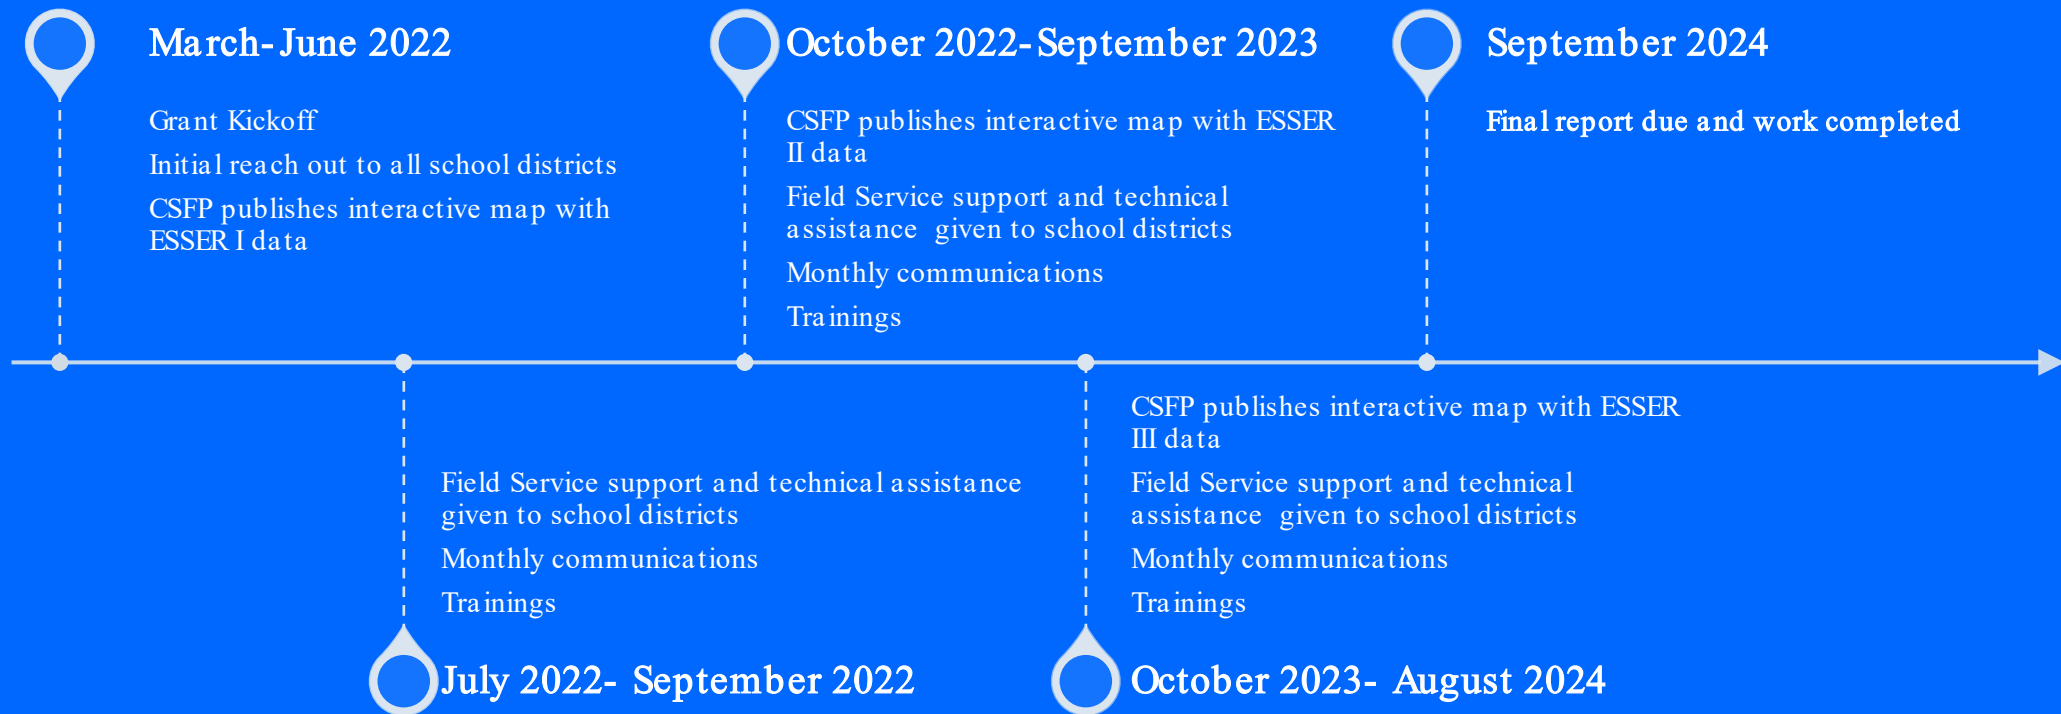 March-June 2022
Grant Kickoff
Initial reach out to all school districts
CSFP publishes interactive map with
ESSER I data
October 2022-September 2023
CSFP publishes interactive map with ESSER
II data
Field Service support and technical
assistance given to school districts
Monthly communications
Trainings
September 2024
Final report due and work completed
Field Service support and technical assistance
given to school districts
Monthly communications
Trainings
July 2022- September 2022
CSFP publishes interactive map with ESSER
III data
Field Service support and technical
assistance given to school districts
Monthly communications
Trainings
October 2023- August 2024